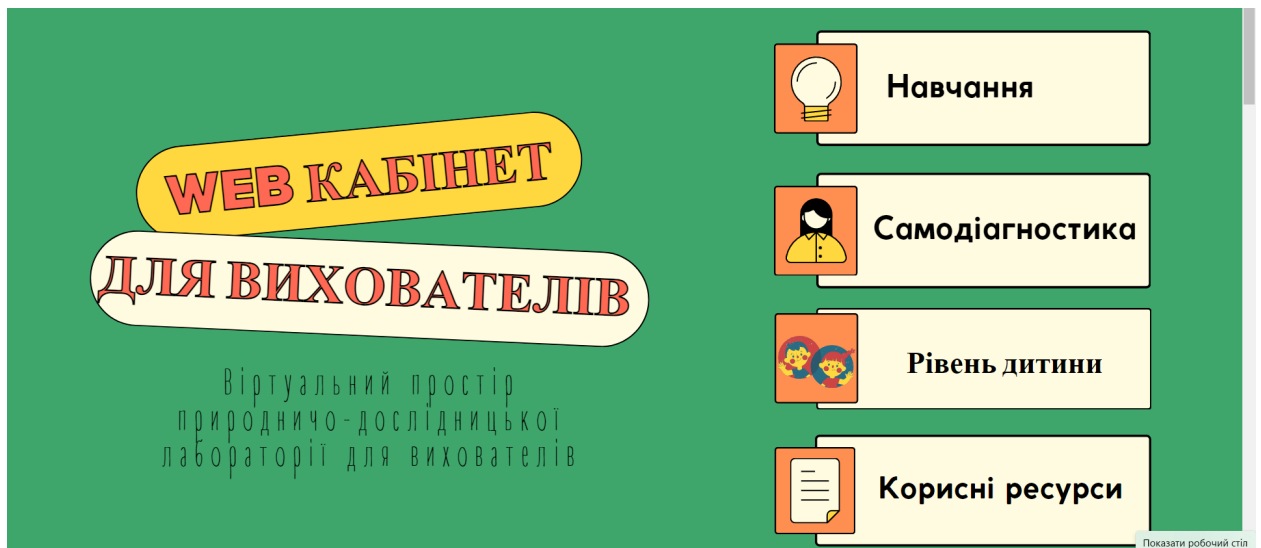 WEB КАБІНЕТ
ДЛЯ ВИХОВАТЕЛІВ
Віртуальний простір
природничо-дослідницької
лабораторії для вихователів
Навчання
Самодіагностика
Рівень дитини
Корисні ресурси
Показати робочий стіл